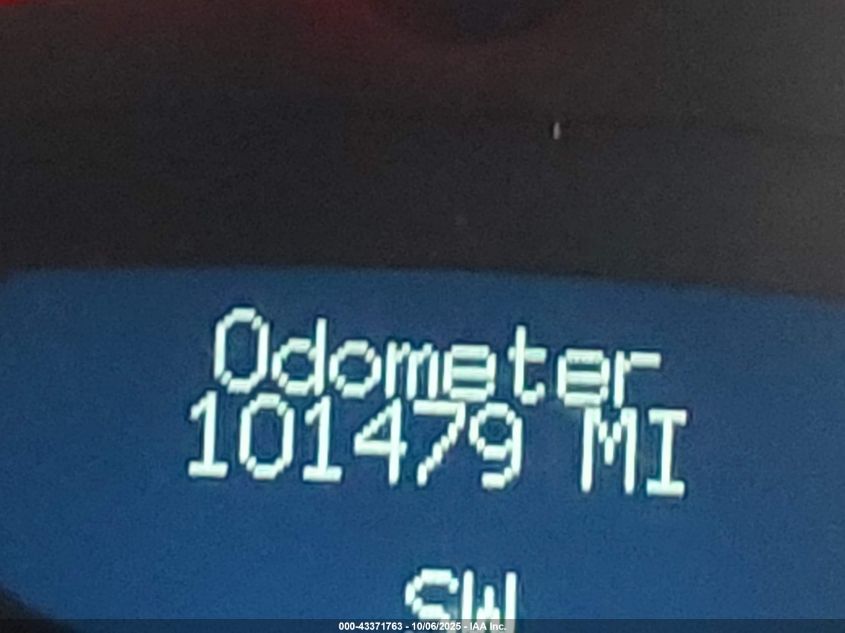 Odometer
101479 MI
SW
000-43371763 - 10/06/2025 - IAA Inc.